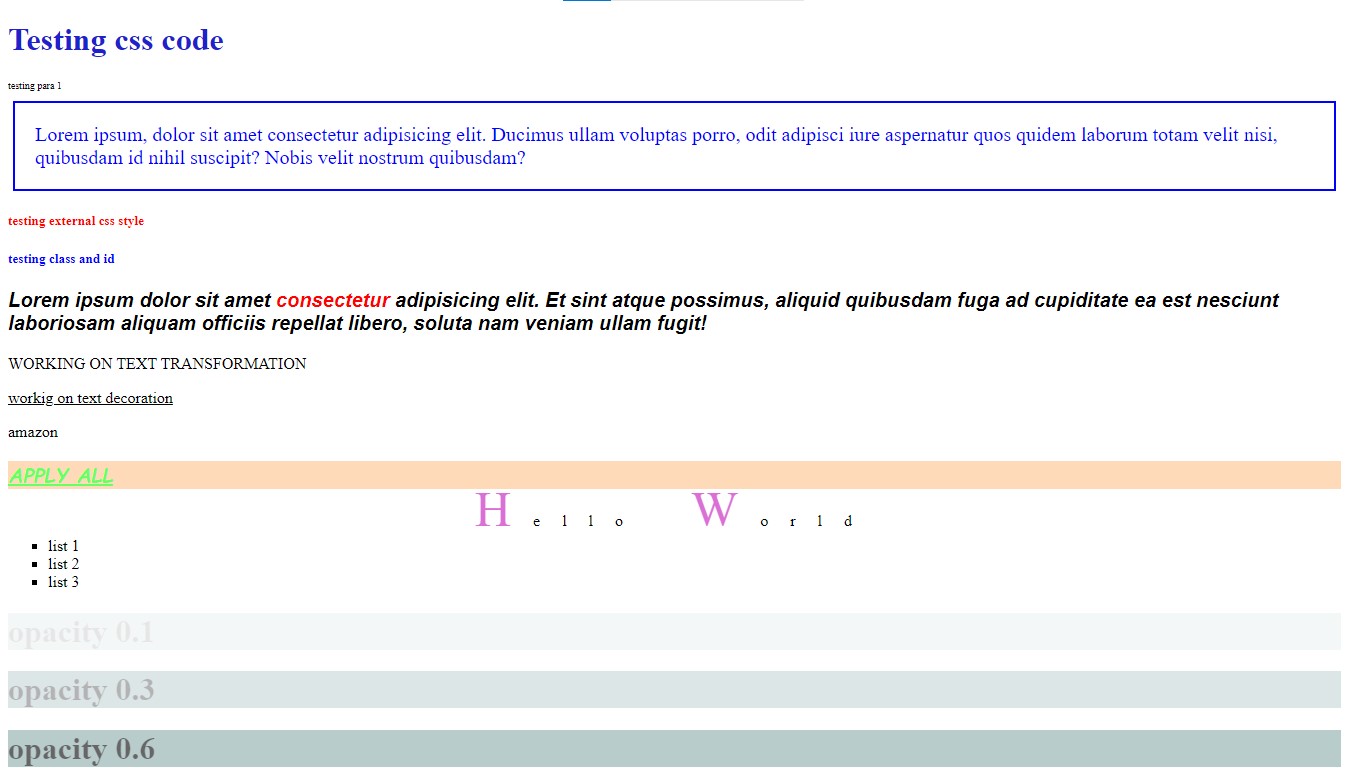 Testing css code
testing para 1
Lorem ipsum, dolor sit amet consectetur adipisicing elit. Ducimus ullam voluptas porro, odit adipisci iure aspernatur quos quidem laborum totam velit nisi,
quibusdam id nihil suscipit? Nobis velit nostrum quibusdam?
testing external css style
testing class and id
Lorem ipsum dolor sit amet consectetur adipisicing elit. Et sint atque possimus, aliquid quibusdam fuga ad cupiditate ea est nesciunt
laboriosam aliquam officiis repellat libero, soluta nam veniam ullam fugit!
WORKING ON TEXT TRANSFORMATION
workig on text decoration
amazon
APPLY ALL
Hello World
list 1
list 2
list 3
opacity 0.1
opacity 0.3
opacity 0.6